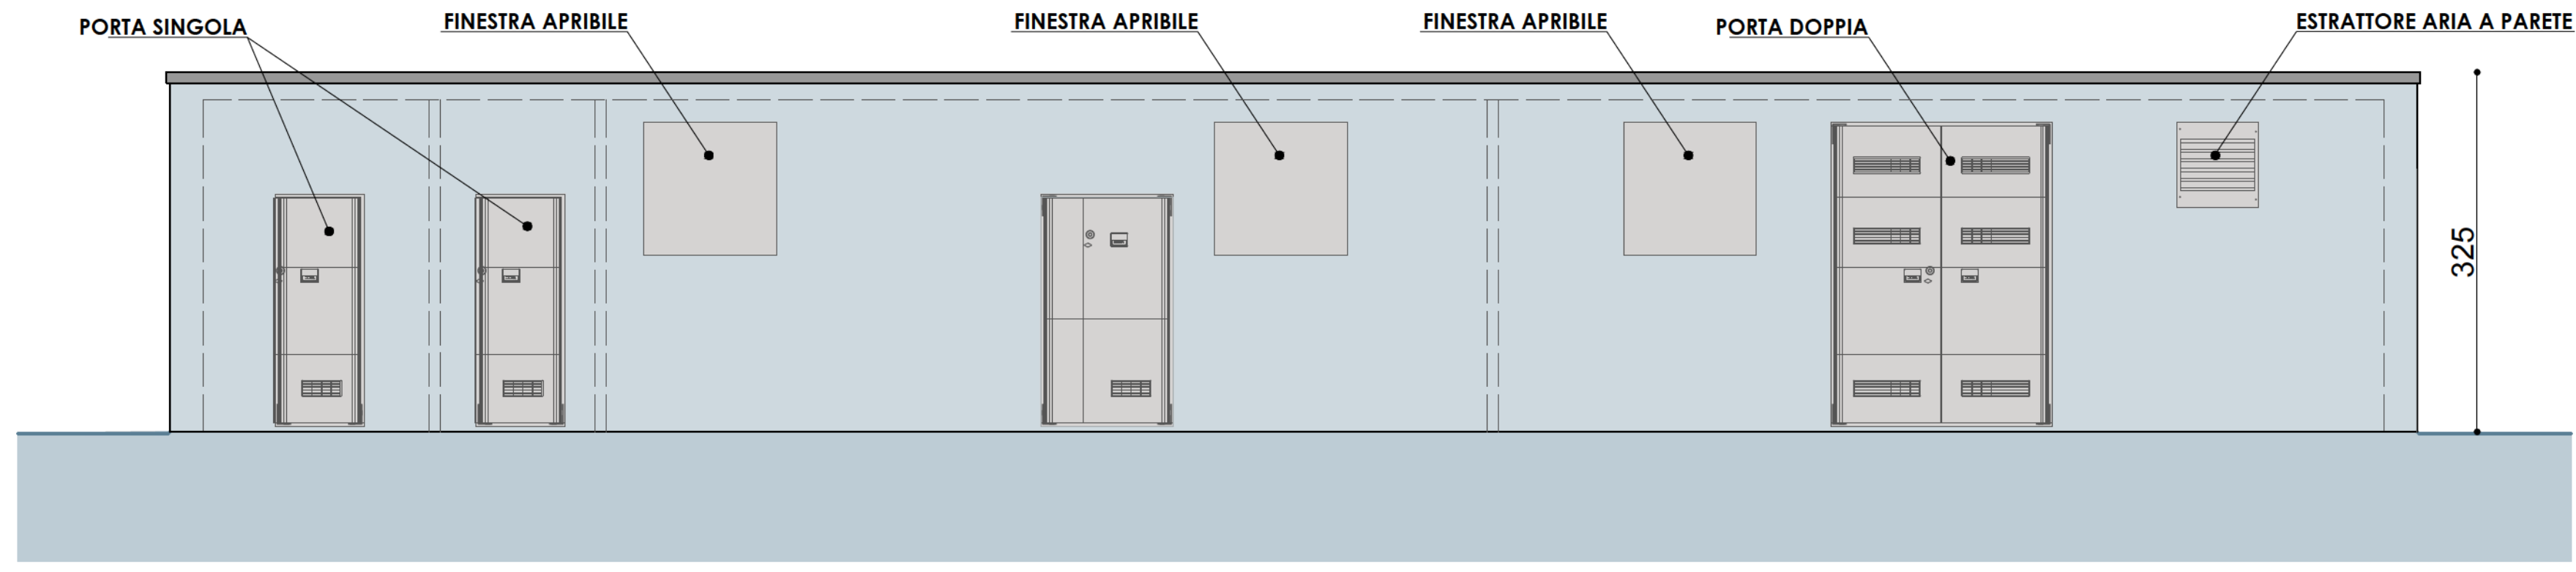 PORTA SINGOLA
FINESTRA APRIBILE
FINESTRA APRIBILE
FINESTRA APRIBILE
PORTA DOPPIA
ESTRATTORE ARIA A PARETE
325